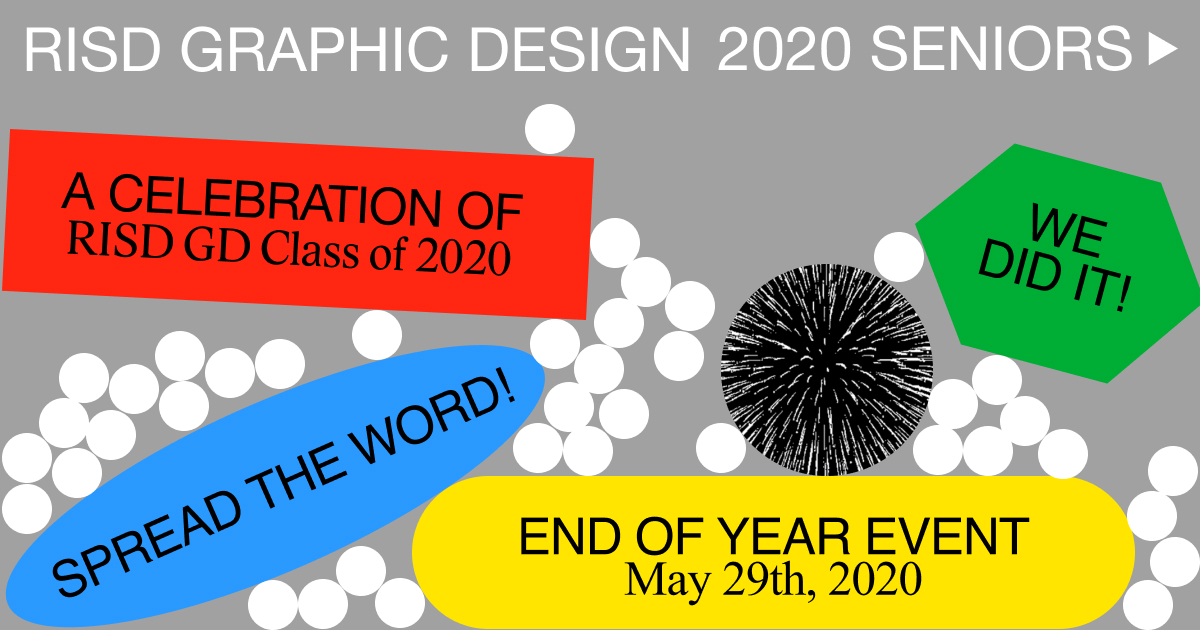 RISD GRAPHIC DESIGN 2020 SENIORS
A CELEBRATION OF
RISD GD Class of 2020
WE
DID IT!
SPREAD THE WORD!
END OF YEAR EVENT
May 29th, 2020